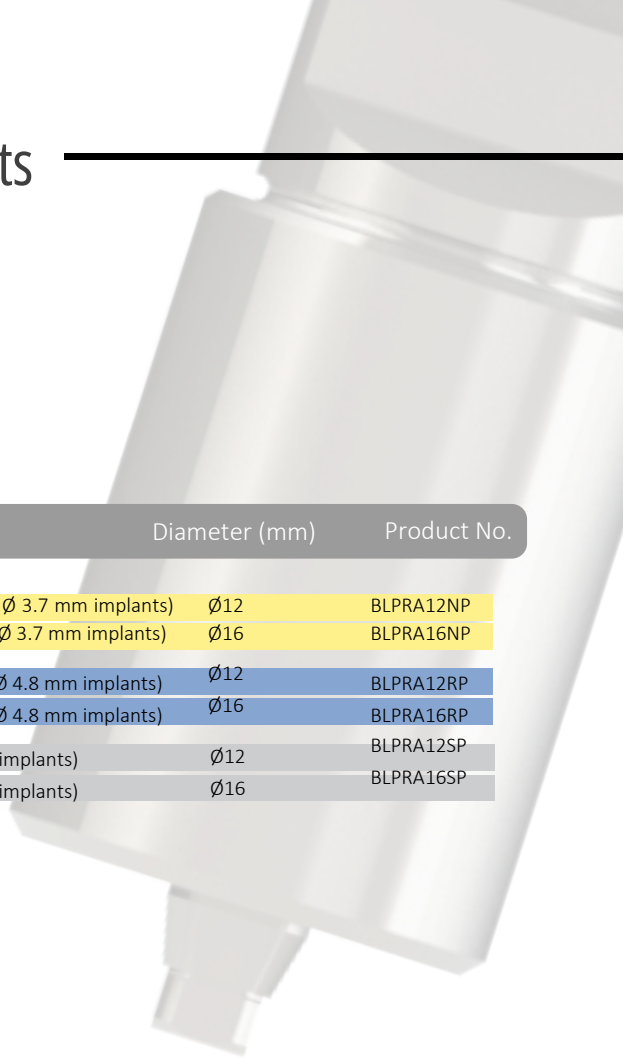 ts
Diameter (mm) Product No.
Ø 3.7 mm implants) Ø12 BLPRA12NP
Ø 3.7 mm implants) Ø16 BLPRA16NP
Ø 4.8 mm implants) Ø12 BLPRA12RP
Ø 4.8 mm implants) Ø16 BLPRA16RP
implants) Ø12 BLPRA12SP
implants) Ø16 BLPRA16SP